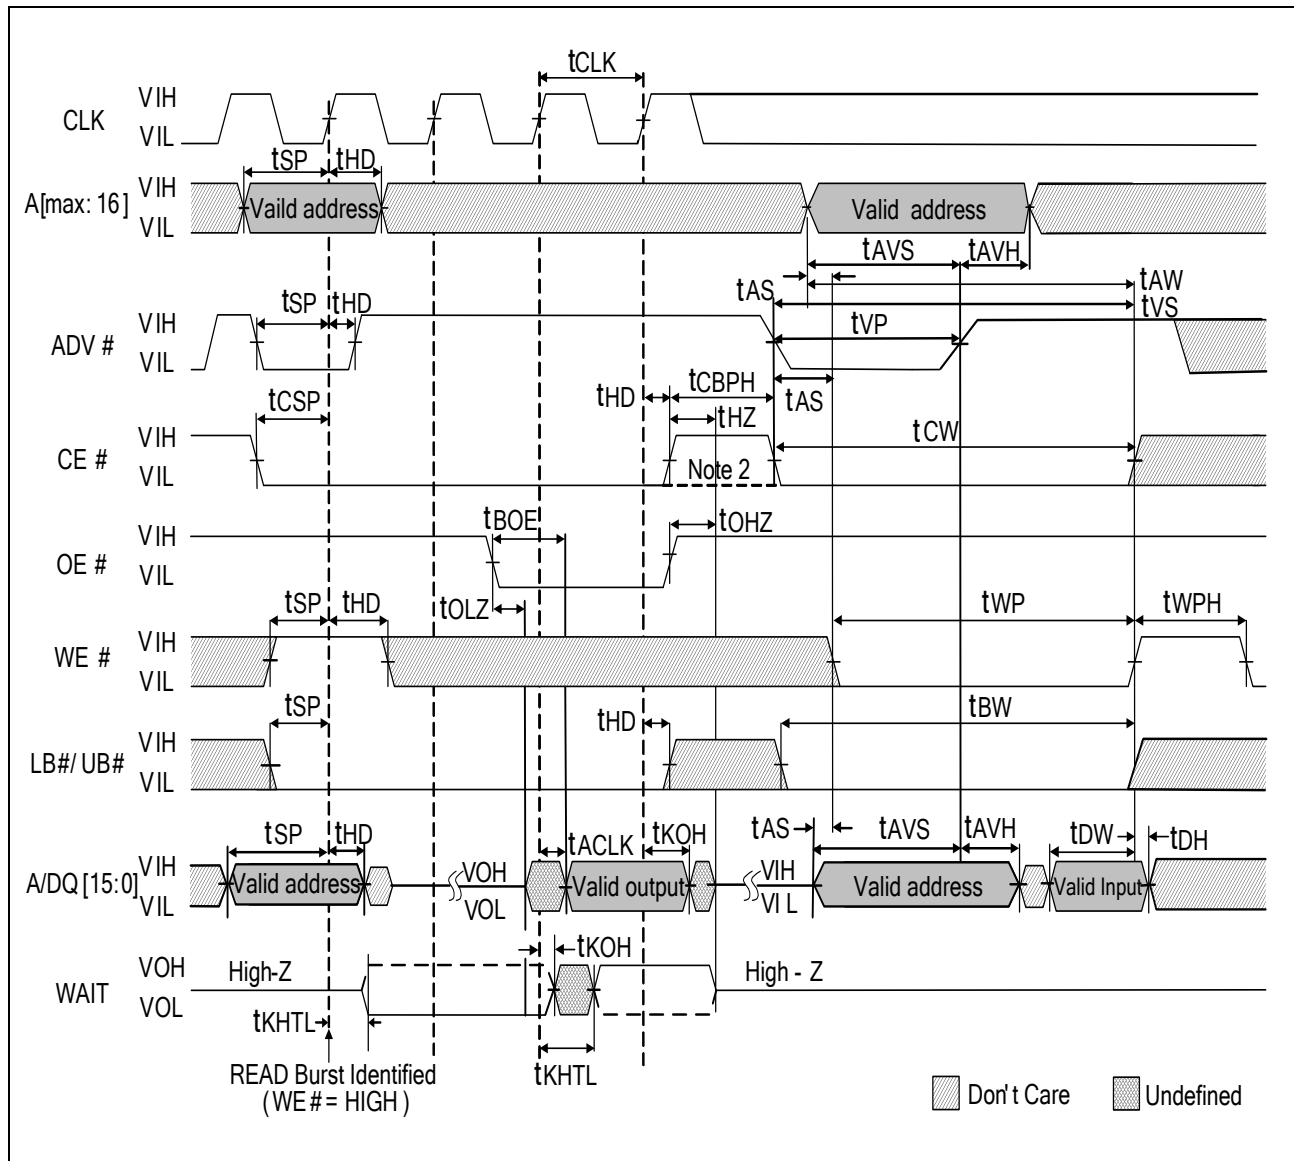 tCLK
CLK
VIH
VIL
tSP
tHD
A[max: 16]
VIH
VIL
Vaild address
Valid address
tAVS
tAVH
tAW
tAS
tVS
tSP
tHD
ADV #
VIH
VIL
tVP
tHD
tCBPH
tAS
tCSP
tHZ
tCW
CE #
VIH
VIL
Note 2
tBOE
tOHZ
OE #
VIH
VIL
tSP
tHD
tOLZ
tWP
tWPH
WE #
VIH
VIL
tSP
tHD
tBW
LB#/ UB#
VIH
VIL
tSP
tHD
tACLK
tKOH
tAS
tAVS
tAVH
tDW
tDH
A/DQ [15:0]
VIH
VIL
Valid address
VOH
VOL
Valid output
VIH
VI L
Valid address
Valid Input
tKOH
WAIT
VOH
VOL
High-Z
High - Z
tKHTL
tKHTL
READ Burst Identified
( WE # = HIGH )
Don' t Care
Undefined